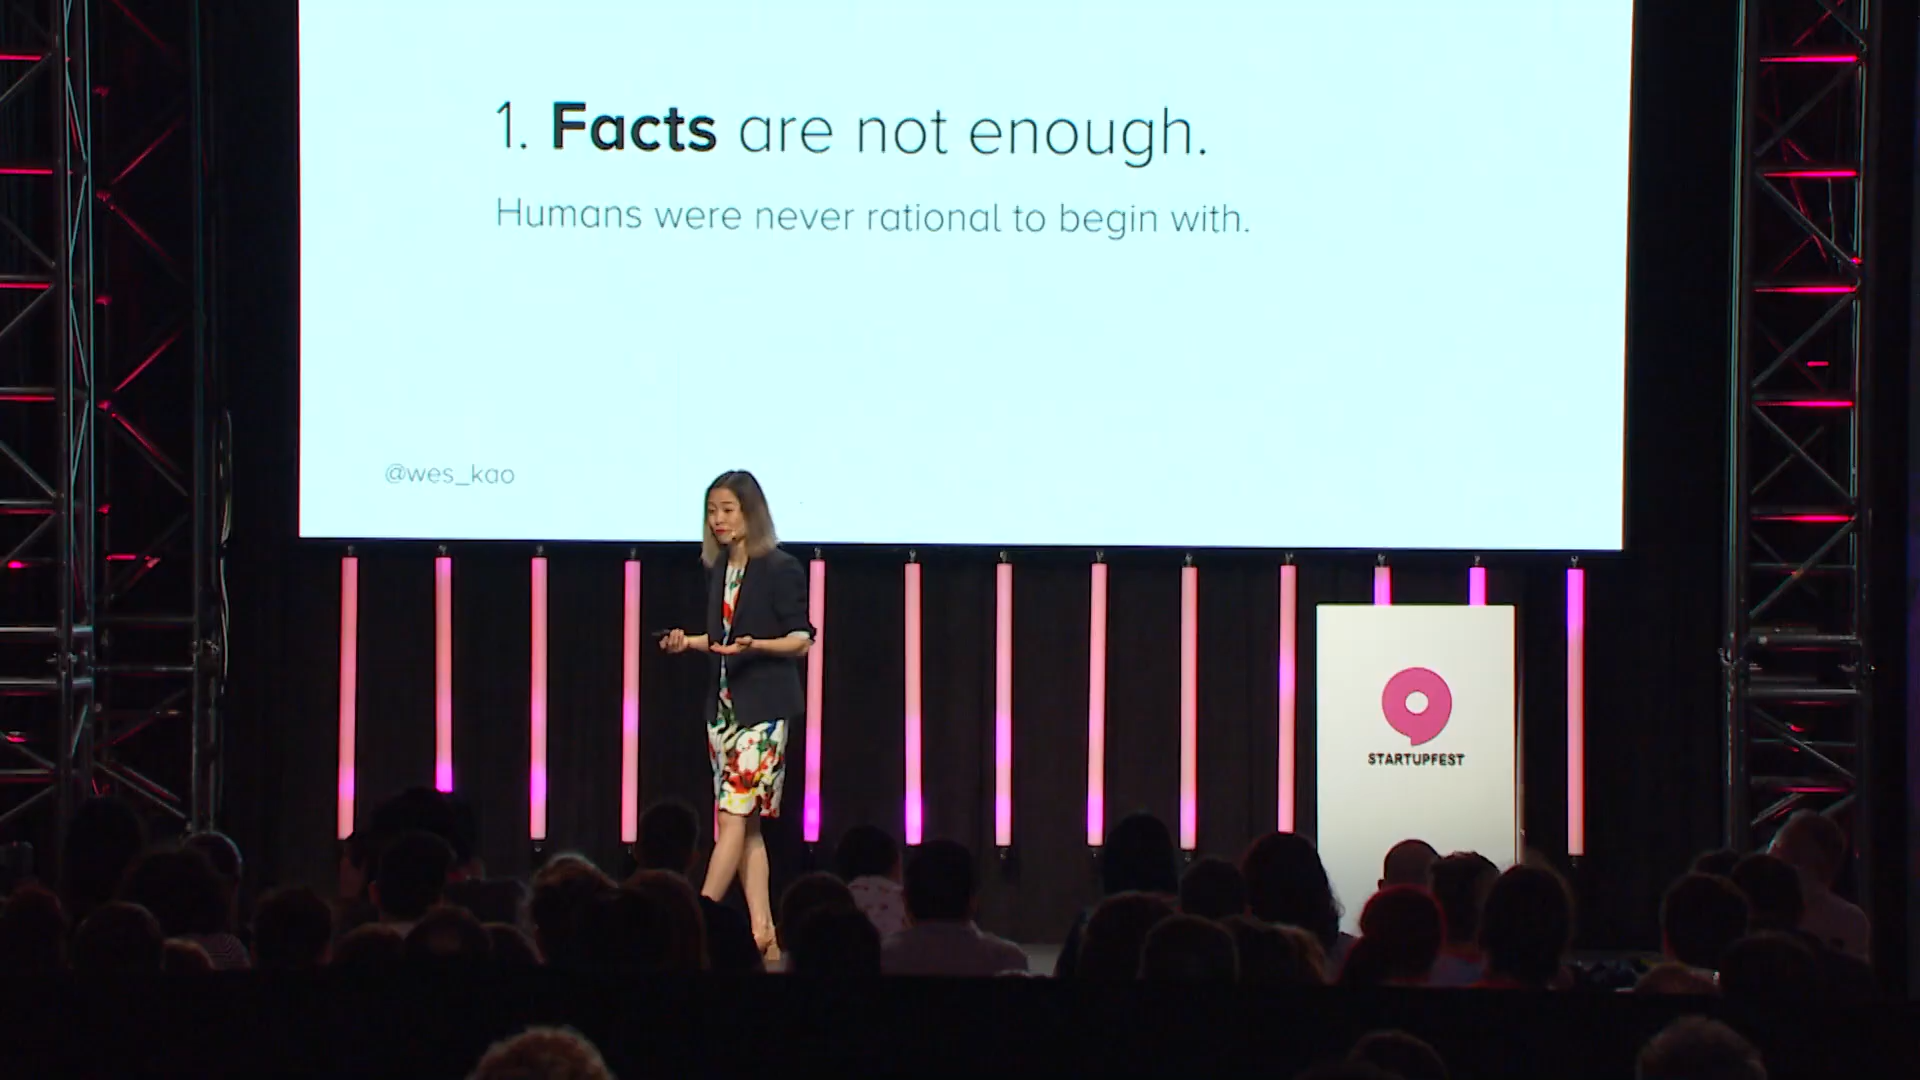 1. Facts are not enough.
Humans were never rational to begin with.
@wes_kao
STARTUPFEST